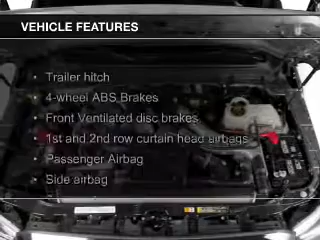 VEHICLE FEATURES
• Trailer hitch
• 4-wheel ABS Brakes
• Front Ventilated disc brakes
• 1st and 2nd row curtain head airbags
• Passenger Airbag
• Side airbag